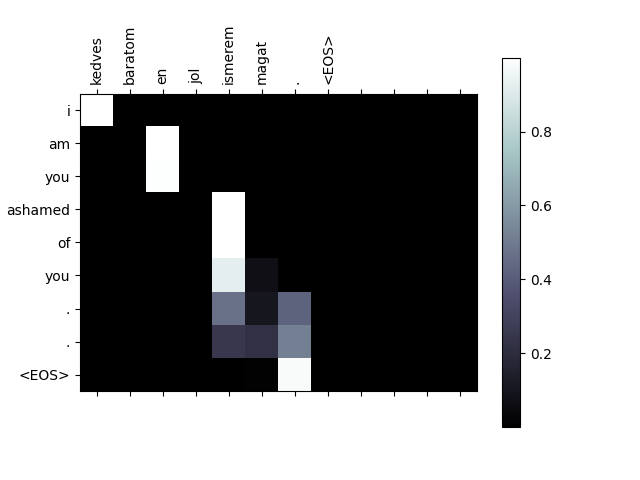 kedves
baratom
en
jol
ismerem
magat
.
<EOS>
i
am
you
ashamed
of
you
.
.
<EOS>
0.8
0.6
0.4
0.2